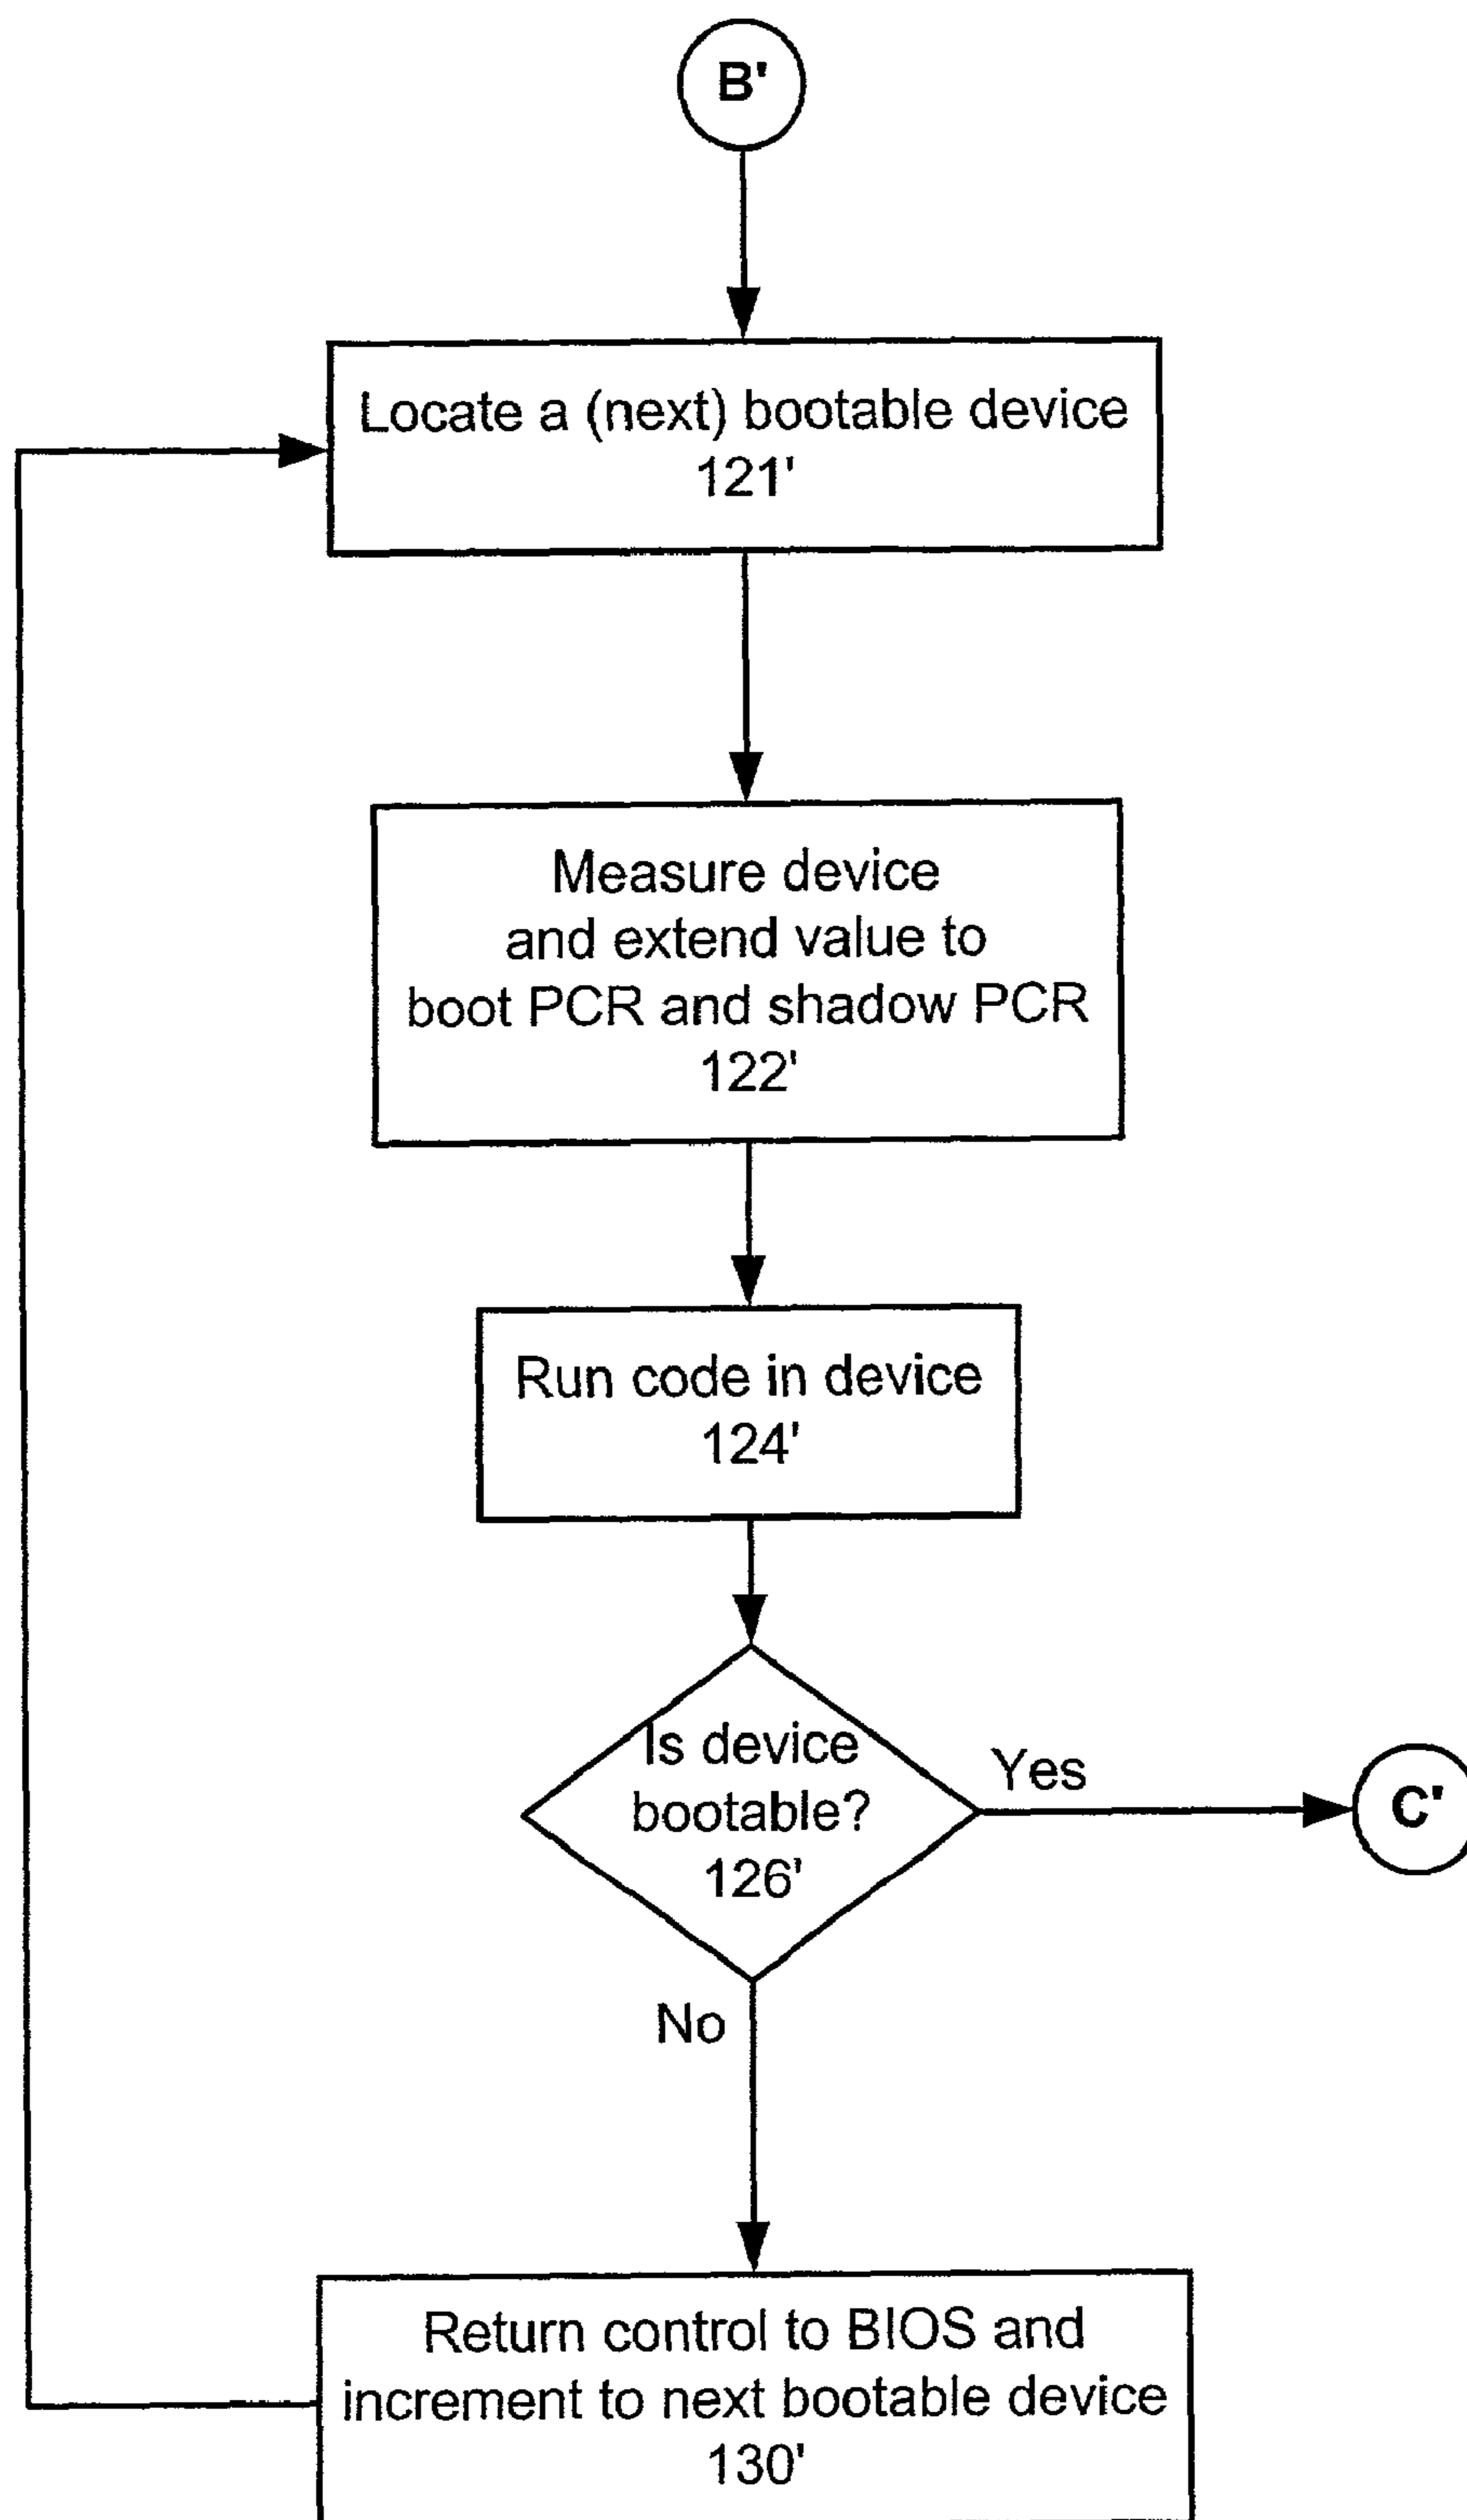 B'
Locate a (next) bootable device
121'
Measure device
and extend value to
boot PCR and shadow PCR
122'
Run code in device
124'
Is device
bootable?
126'
Yes
C'
No
Return control to BIOS and
increment to next bootable device
130'